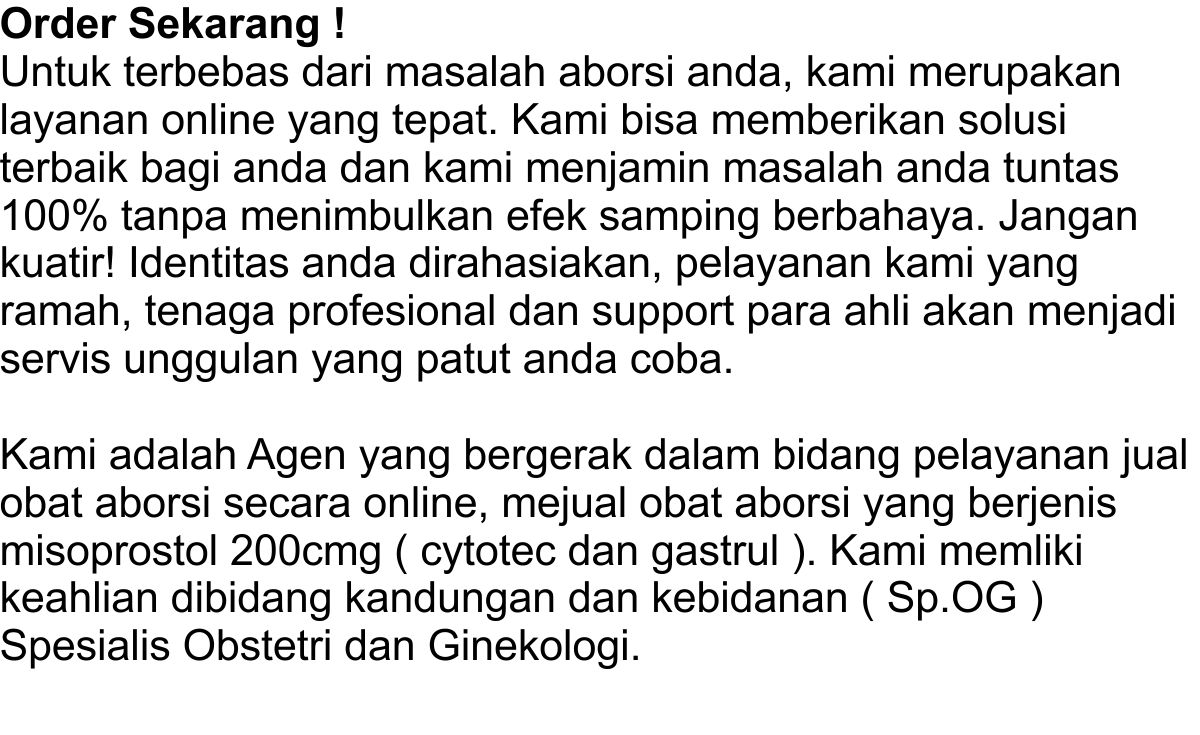 Order Sekarang !
Untuk terbebas dari masalah aborsi anda, kami merupakan
layanan online yang tepat. Kami bisa memberikan solusi
terbaik bagi anda dan kami menjamin masalah anda tuntas
100% tanpa menimbulkan efek samping berbahaya. Jangan
kuatir! Identitas anda dirahasiakan, pelayanan kami yang
ramah, tenaga profesional dan support para ahli akan menjadi
servis unggulan yang patut anda coba.

Kami adalah Agen yang bergerak dalam bidang pelayanan jual
obat aborsi secara online, mejual obat aborsi yang berjenis
misoprostol 200cmg ( cytotec dan gastrul ). Kami memliki
keahlian dibidang kandungan dan kebidanan ( Sp.OG )
Spesialis Obstetri dan Ginekologi.